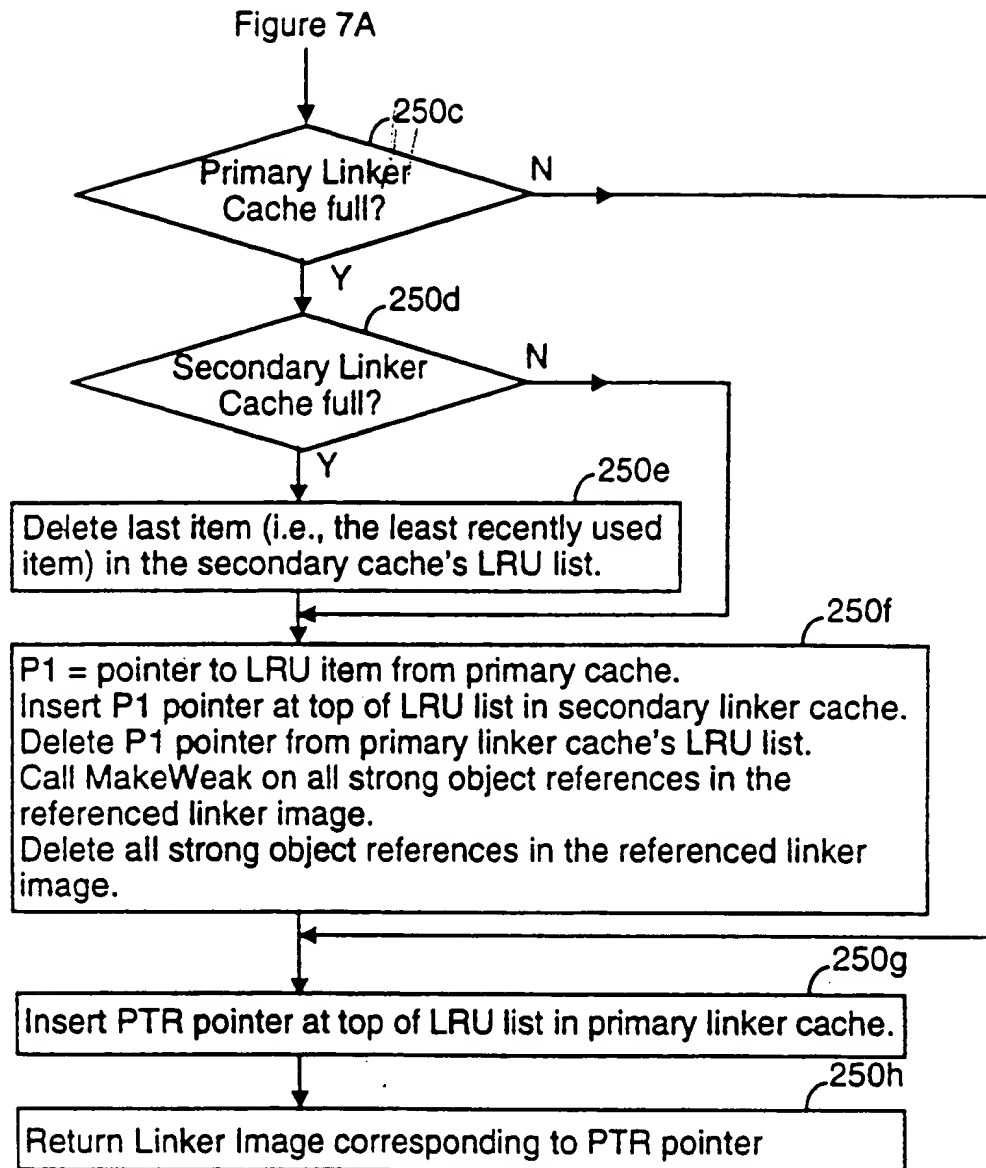 Figure 7A
250c
Primary Linker
Cache full?
N
Y
250d
Secondary Linker
Cache full?
N
Y
250e
Delete last item (i.e., the least recently used
item) in the secondary cache's LRU list.
250f
P1 = pointer to LRU item from primary cache.
Insert P1 pointer at top of LRU list in secondary linker cache.
Delete P1 pointer from primary linker cache's LRU list.
Call MakeWeak on all strong object references in the
referenced linker image.
Delete all strong object references in the referenced linker
image.
250g
Insert PTR pointer at top of LRU list in primary linker cache.
250h
Return Linker Image corresponding to PTR pointer